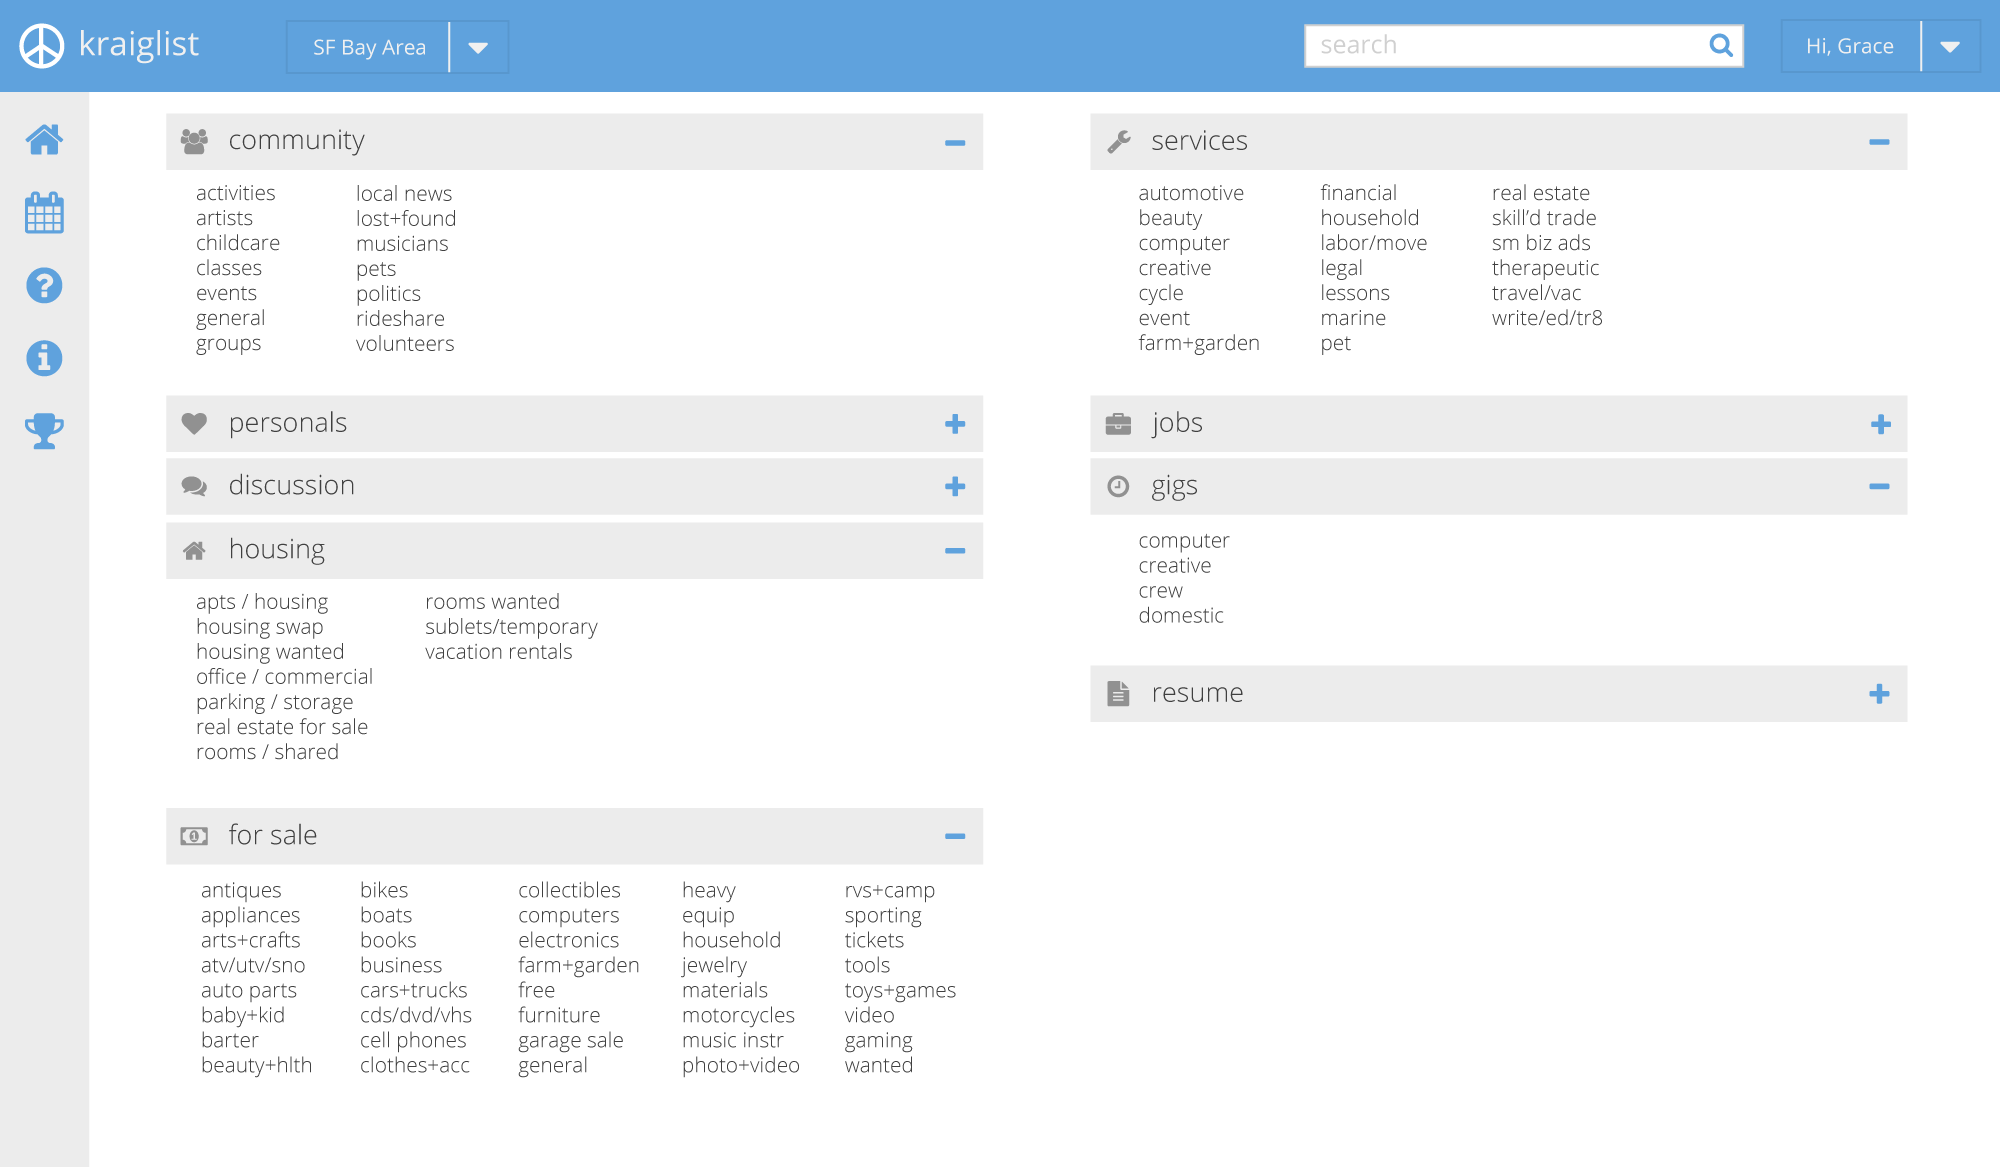 kraiglist
SF Bay Area
search
Hi, Grace
community
activities
artists
childcare
classes
events
general
groups
local news
lost+found
musicians
pets
politics
rideshare
volunteers
personals
discussion
housing
apts / housing
housing swap
housing wanted
office / commercial
parking / storage
real estate for sale
rooms / shared
rooms wanted
sublets/temporary
vacation rentals
for sale
antiques
appliances
arts+crafts
atv/utv/sno
auto parts
baby+kid
barter
beauty+hlth
bikes
boats
books
business
cars+trucks
cds/dvd/vhs
cell phones
clothes+acc
collectibles
computers
electronics
farm+garden
free
furniture
garage sale
general
heavy
equip
household
jewelry
materials
motorcycles
music instr
photo+video
rvs+camp
sporting
tickets
tools
toys+games
video
gaming
wanted
services
automotive
beauty
computer
creative
cycle
event
farm+garden
financial
household
labor/move
legal
lessons
marine
pet
real estate
skill'd trade
sm biz ads
therapeutic
travel/vac
write/ed/tr8
jobs
gigs
computer
creative
crew
domestic
resume